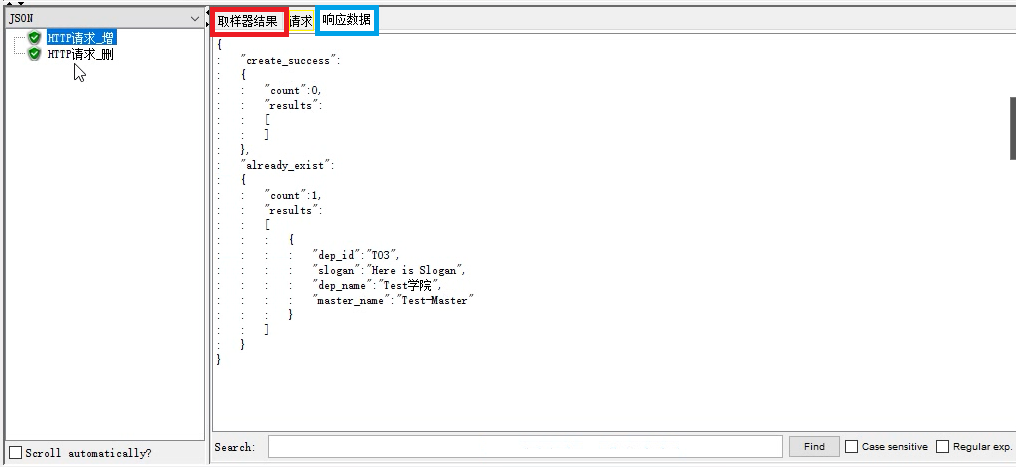 JSON
HTTP请求_增
HTTP请求_删
取样器结果 请求 响应数据
{
:   "create_success":
:   {
:   :   "count":0,
:   :   "results":
:   :   [
:   :   ]
:   },
:   "already_exist":
:   {
:   :   "count":1,
:   :   "results":
:   :   [
:   :   :   {
:   :   :   :   "dep_id":"T03",
:   :   :   :   "slogan":"Here is Slogan",
:   :   :   :   "dep_name":"Test学院",
:   :   :   :   "master_name":"Test-Master"
:   :   :   }
:   :   ]
:   }
}
Scroll automatically?
Search: Find Case sensitive Regular exp.